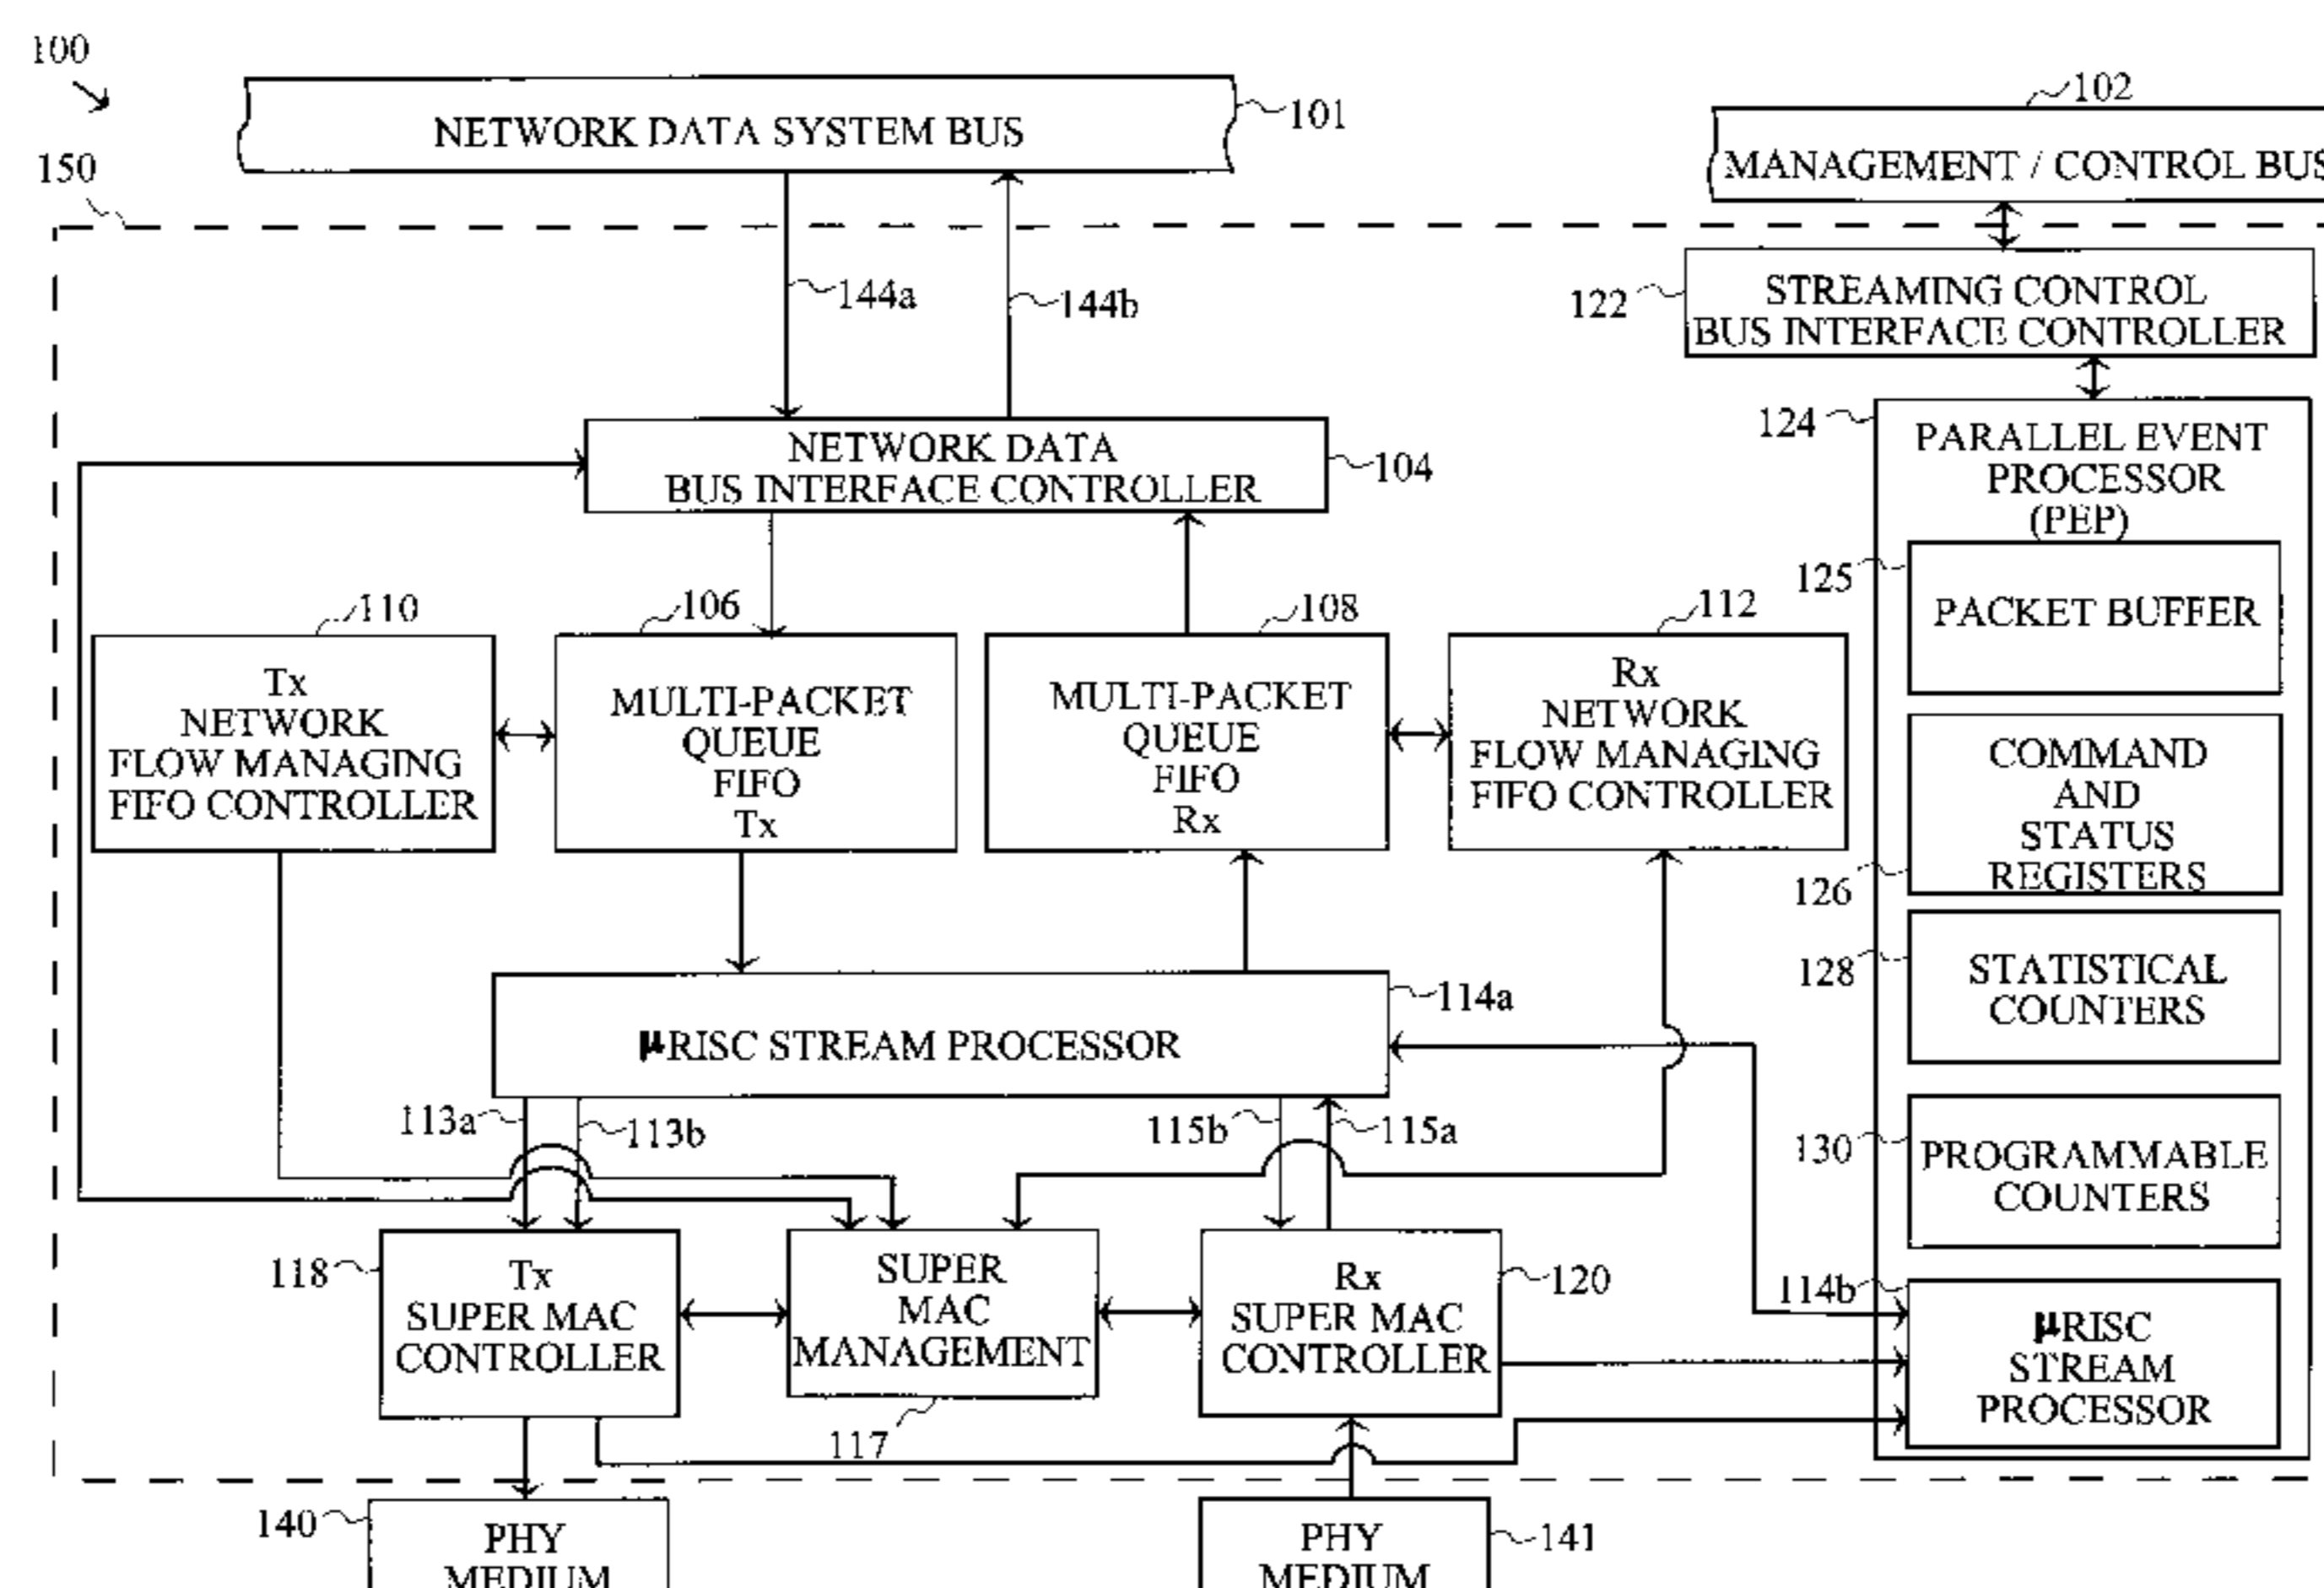 100
NETWORK DATA SYSTEM BUS
101
102
MANAGEMENT / CONTROL BUS
150
144a
144b
122
STREAMING CONTROL
BUS INTERFACE CONTROLLER
NETWORK DATA
BUS INTERFACE CONTROLLER
104
124
PARALLEL EVENT
PROCESSOR
(PEP)
125
PACKET BUFFER
110
106
108
112
Tx
NETWORK
FLOW MANAGING
FIFO CONTROLLER
MULTI-PACKET
QUEUE
FIFO
Tx
MULTI-PACKET
QUEUE
FIFO
Rx
Rx
NETWORK
FLOW MANAGING
FIFO CONTROLLER
COMMAND
AND
STATUS
REGISTERS
126
128
STATISTICAL
COUNTERS
114a
µRISC STREAM PROCESSOR
113a
113b
115b
115a
130
PROGRAMMABLE
COUNTERS
118
Tx
SUPER MAC
CONTROLLER
SUPER
MAC
MANAGEMENT
117
Rx
SUPER MAC
CONTROLLER
120
114b
µRISC
STREAM
PROCESSOR
140
PHY
MEDIUM
PHY
MEDIUM
141